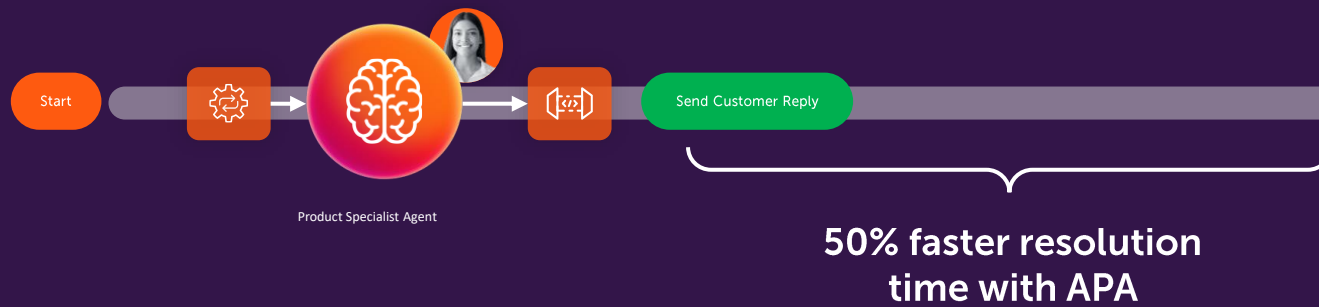 Start
</>
Send Customer Reply
Product Specialist Agent
50% faster resolution
time with APA